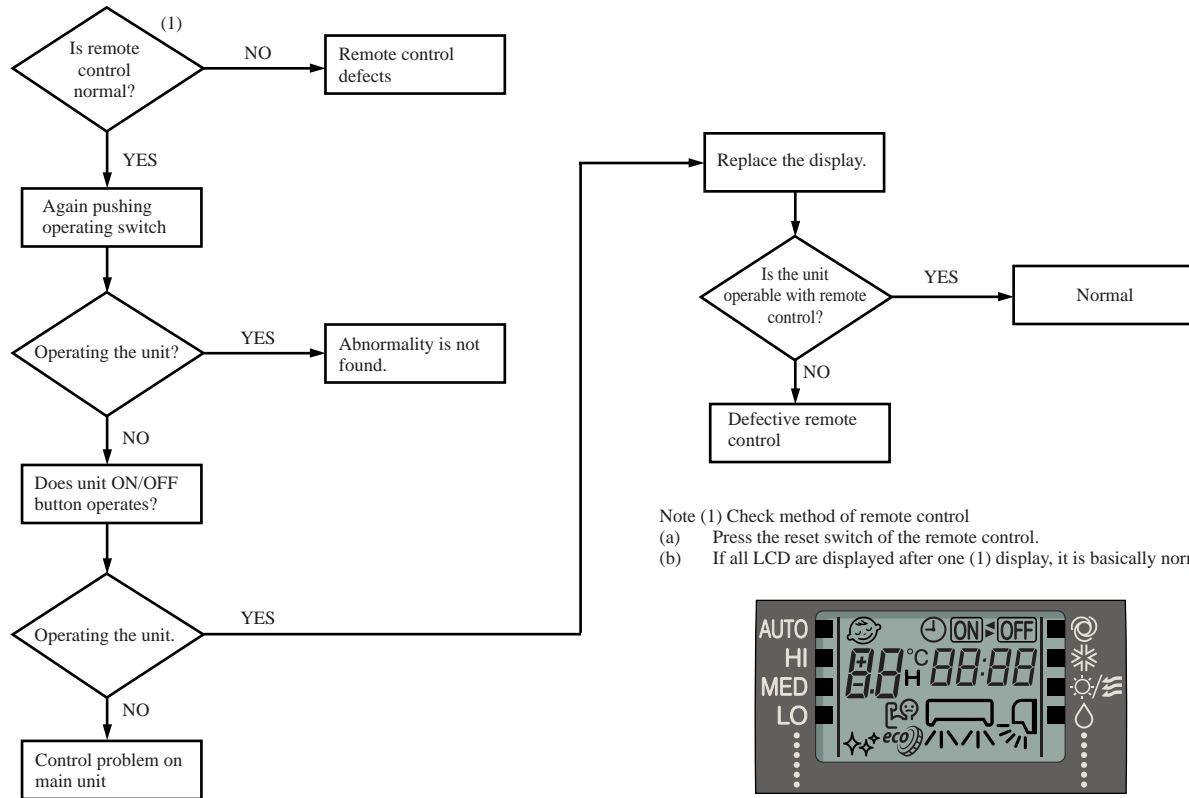 (1)
Is remote
control
normal?
NO
Remote control
defects
YES
Again pushing
operating switch
Operating the unit?
YES
Abnormality is not
found.
NO
Does unit ON/OFF
button operates?
Operating the unit.
YES
NO
Control problem on
main unit
Replace the display.
Is the unit
operable with remote
control?
YES
Normal
NO
Defective remote
control
Note (1) Check method of remote control
(a) Press the reset switch of the remote control.
(b) If all LCD are displayed after one (1) display, it is basically
AUTO
HI
MED
LO
ON OFF
88 °C H 88:88
eco